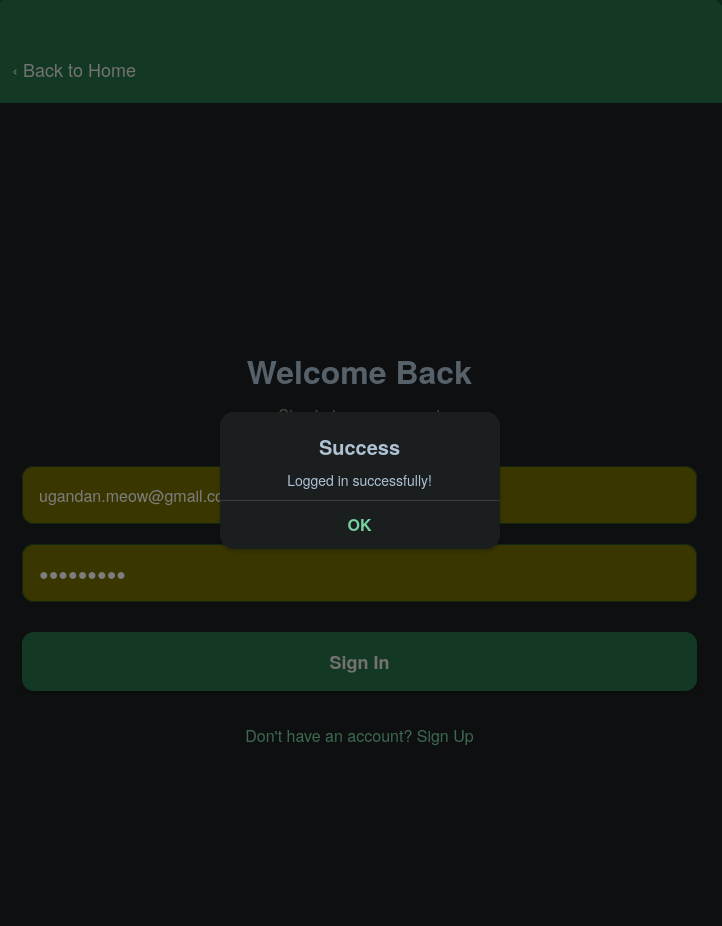 ‹ Back to Home
Welcome Back
Success
Logged in successfully!
ugandan.meow@gmail.co
OK
●●●●●●●●●
Sign In
Don't have an account? Sign Up